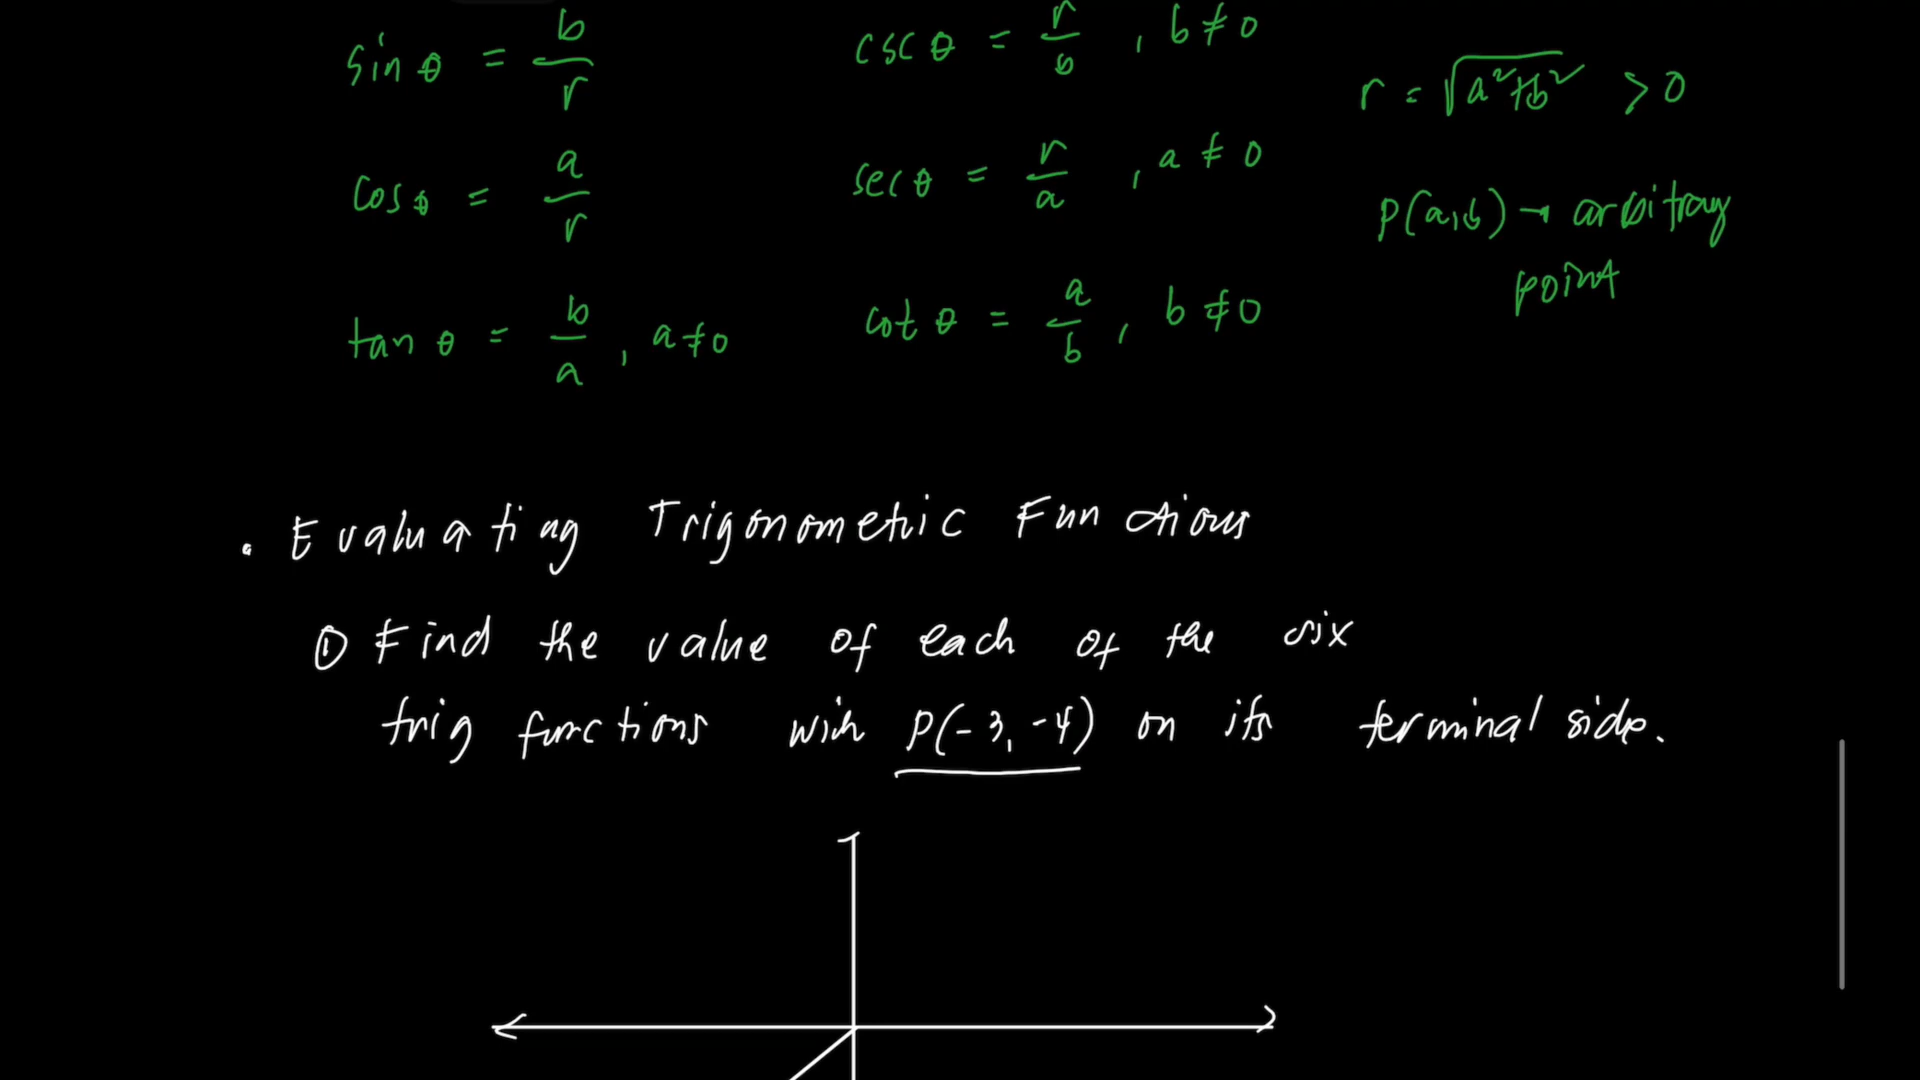 sin θ = b/r    csc θ = r/b , b ≠ 0    r = √a²+b² > 0
cos θ = a/r    sec θ = r/a , a ≠ 0    P(a,b) → arbitray
point
tan θ = b/a , a ≠ 0    cot θ = a/b , b ≠ 0
• Evaluating Trigonometric Functions
① Find the value of each of the six
trig functions with P(-3, -4) on its terminal side.